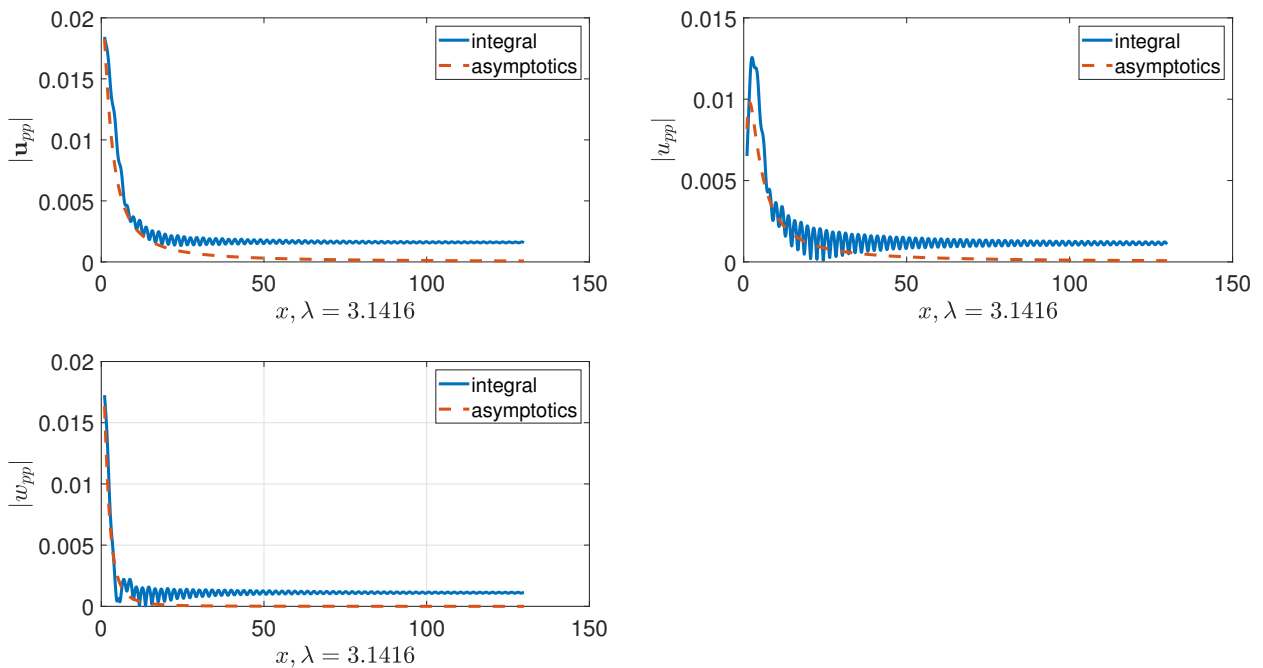 0.02
0.015
0.01
0.005
0
|u_pp|
integral
asymptotics
0 50 100 150
x, λ = 3.1416
0.015
0.01
0.005
0
|u_pp|
integral
asymptotics
0 50 100 150
x, λ = 3.1416
0.02
0.015
0.01
0.005
0
|w_pp|
integral
asymptotics
0 50 100 150
x, λ = 3.1416